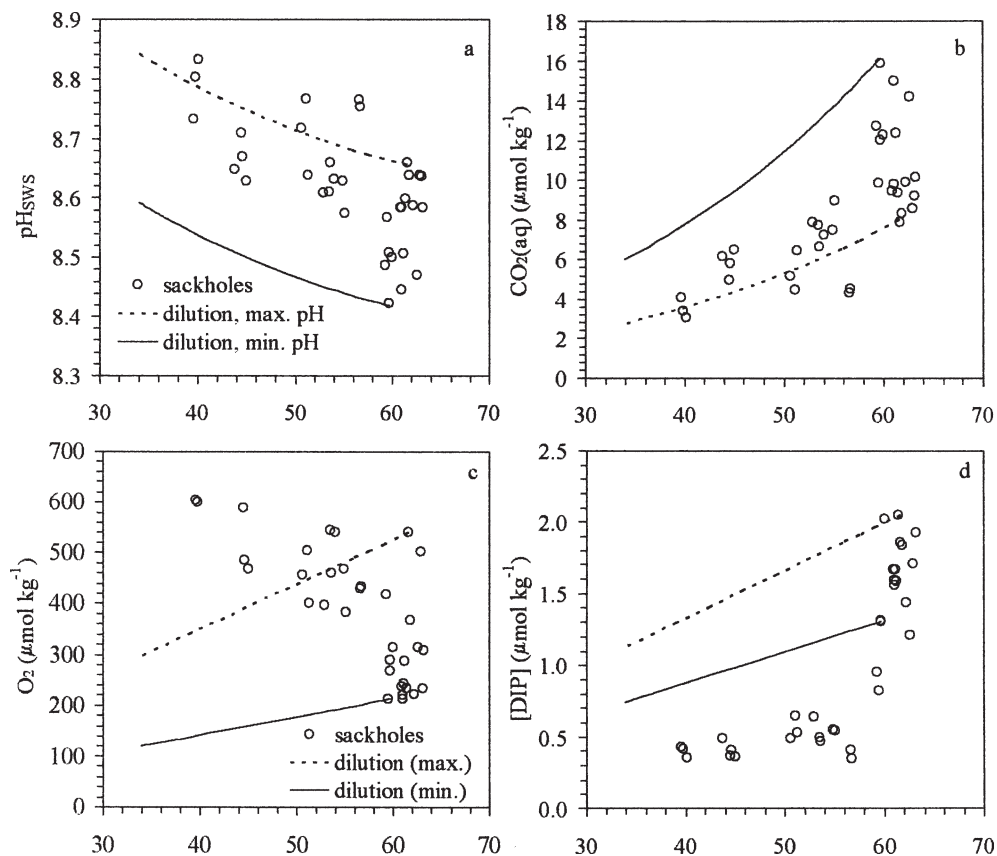 a
8.9
8.8
8.7
8.6
8.5
8.4
8.3
pHSWS
sackholes
dilution, max. pH
dilution, min. pH
30 40 50 60 70
b
18
16
14
12
10
8
6
4
2
0
CO2(aq) (μmol kg-1)
30 40 50 60 70
c
700
600
500
400
300
200
100
0
O2 (μmol kg-1)
sackholes
dilution (max.)
dilution (min.)
30 40 50 60 70
d
2.5
2.0
1.5
1.0
0.5
0.0
[DIP] (μmol kg-1)
30 40 50 60 70